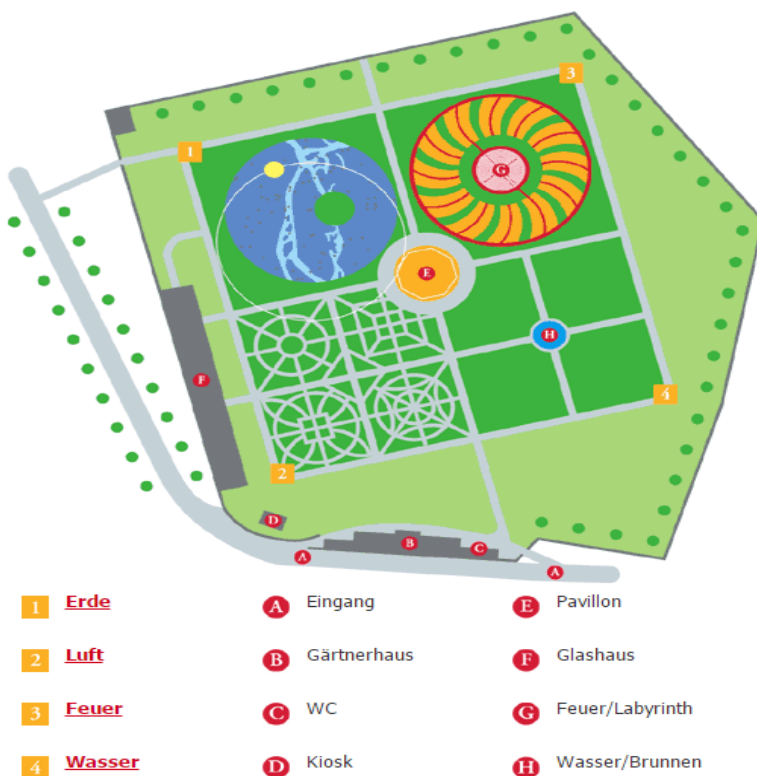 3
1
G
E
H
F
4
2
D
B
C
A
A
1 Erde A Eingang E Pavillon
2 Luft B Gärtnerhaus F Glashaus
3 Feuer C WC G Feuer/Labyrinth
4 Wasser D Kiosk H Wasser/Brunnen